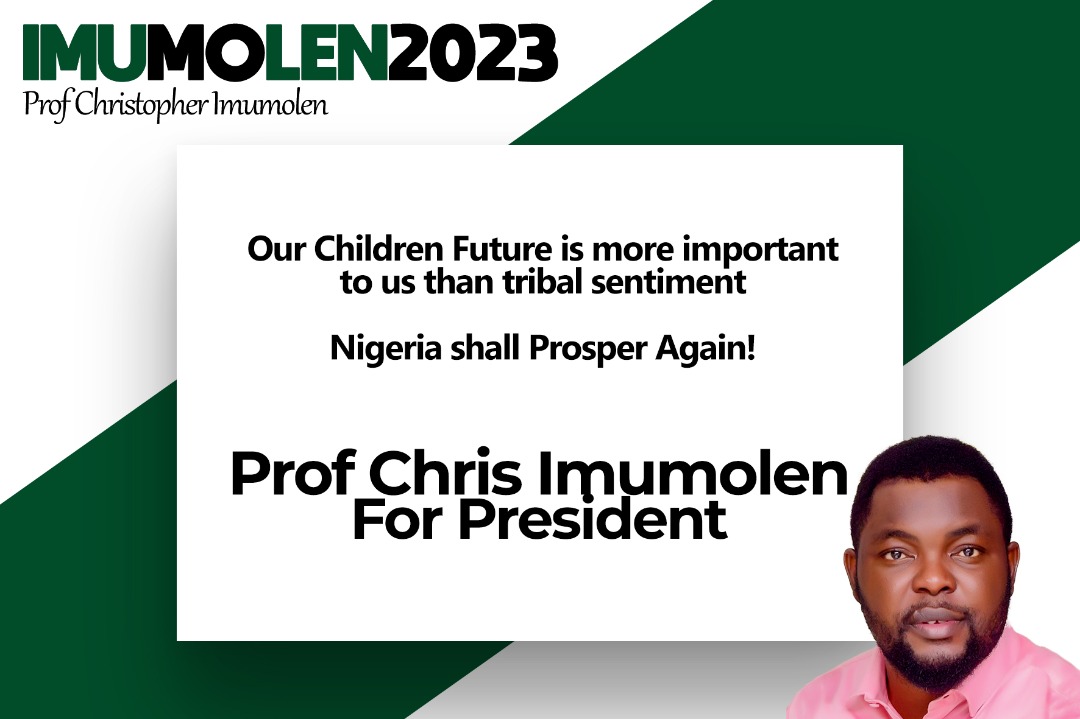 IMUMOLEN2023
Prof Christopher Imumolen
Our Children Future is more important
to us than tribal sentiment
Nigeria shall Prosper Again!
Prof Chris Imumolen
For President